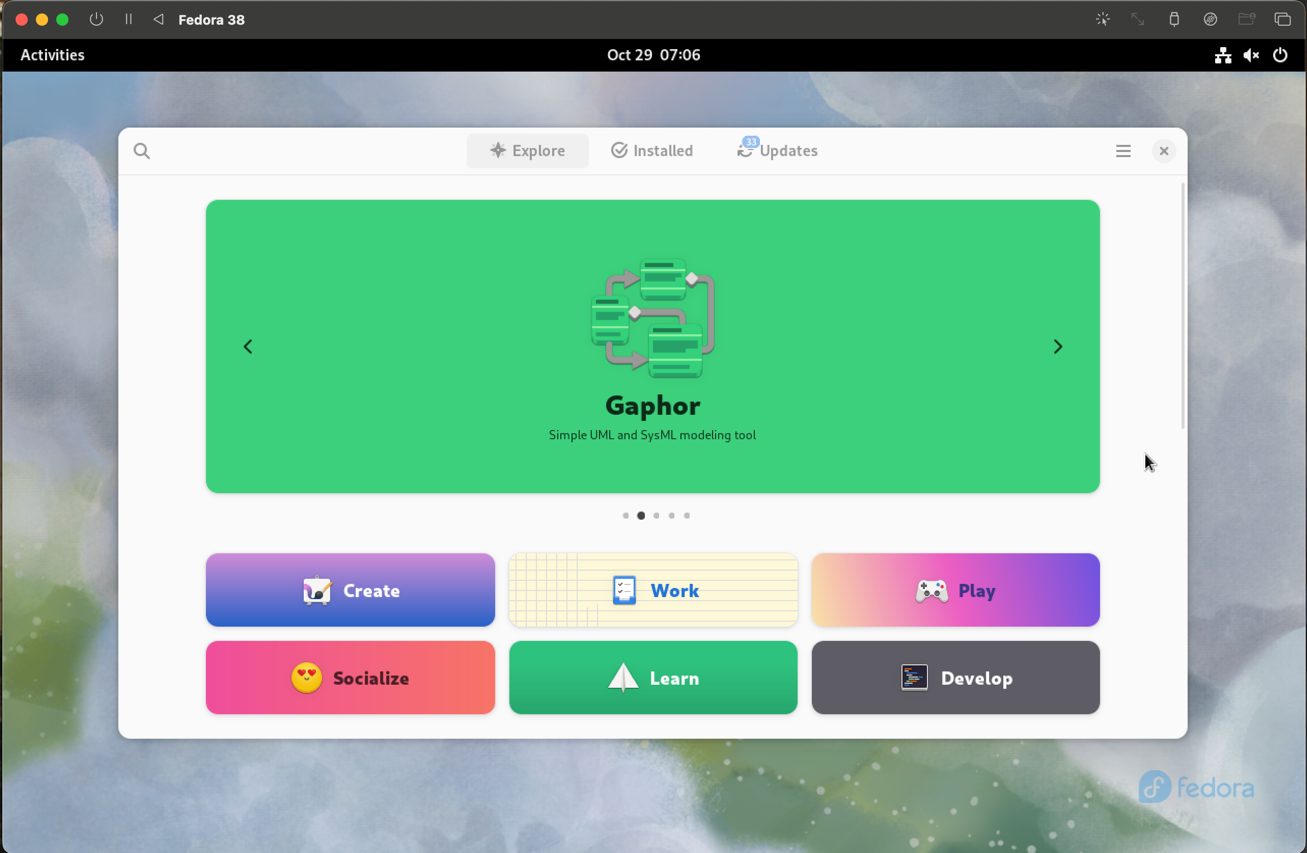 Fedora 38
Activities
Oct 29 07:06
Explore
Installed
33
Updates
Gaphor
Simple UML and SysML modeling tool
Create
Work
Play
Socialize
Learn
Develop
fedora